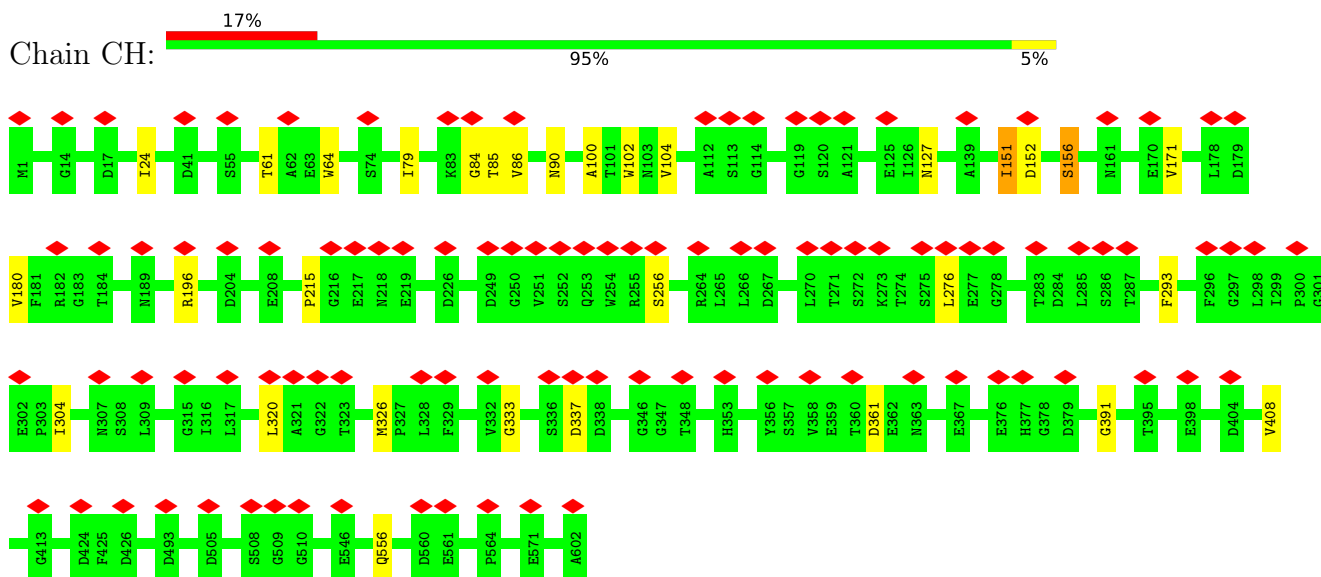 17%
Chain CH:
95%
5%
M1 G14 D17 I24 D41 S55 T61 A62 E63 W64 S74 I79 K83 G84 T85 V86 N90 A100 T101 W102 N103 V104 A112 S113 G114 G119 S120 A121 E125 I126 N127 A139 I151 D152 S156 N161 E170 V171 L178 D179
V180 F181 R182 G183 T184 N189 R196 D204 E208 P215 G216 E217 N218 E219 D226 D249 G250 V251 S252 Q253 W254 R255 S256 R264 L265 L266 D267 L270 T271 S272 K273 T274 S275 L276 E277 G278 T283 D284 L285 S286 T287 F293 F296 G297 L298 I299 P300 G301
E302 P303 I304 N307 S308 L309 G315 I316 L317 L320 A321 G322 T323 M326 P327 L328 F329 V332 G333 S336 D337 D338 G346 G347 T348 H353 Y356 S357 V358 E359 T360 D361 E362 N363 E367 E376 H377 G378 D379 G391 T395 E398 D404 V408
G413 D424 F425 D426 D493 D505 S508 G509 G510 E546 Q556 D560 E561 P564 E571 A602